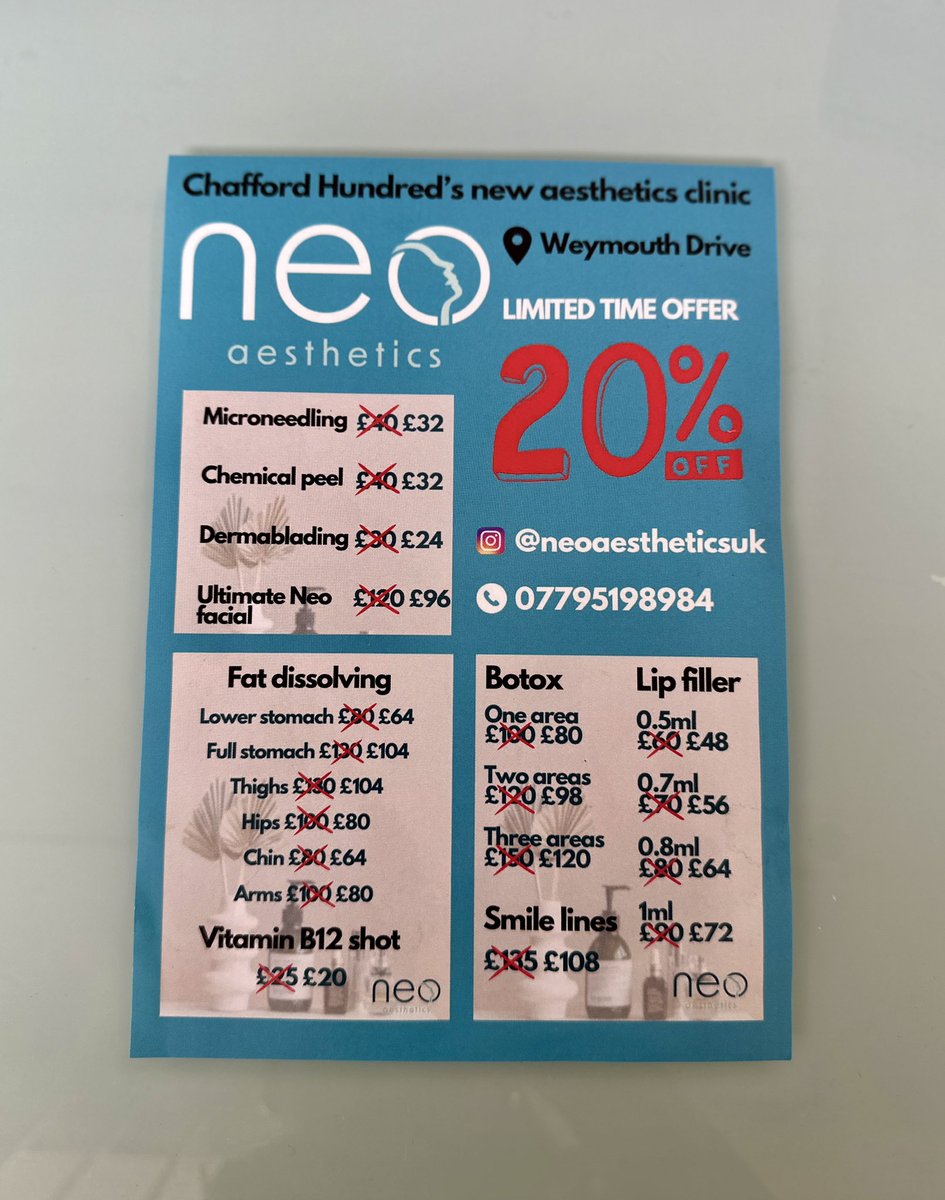 Chafford Hundred's new aesthetics clinic
neo
aesthetics
Weymouth Drive
LIMITED TIME OFFER
20%
OFF
Microneedling £40 £32
Chemical peel £40 £32
Dermablading £30 £24
Ultimate Neo
facial £120 £96
@neoaestheticsuk
07795198984
Fat dissolving
Lower stomach £80 £64
Full stomach £130 £104
Thighs £130 £104
Hips £100 £80
Chin £80 £64
Arms £100 £80
Vitamin B12 shot
£25 £20
neo
aesthetics
Botox
One area
£100 £80
Two areas
£120 £98
Three areas
£150 £120
Smile lines
£135 £108
Lip filler
0.5ml
£60 £48
0.7ml
£70 £56
0.8ml
£80 £64
1ml
£90 £72
neo
aesthetics